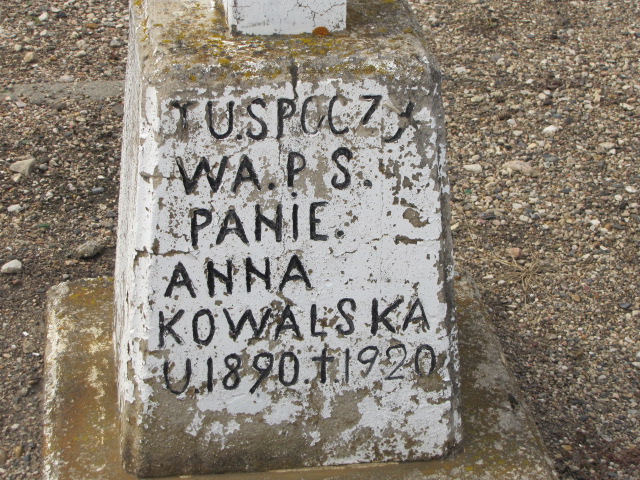 TU.SPOCZY
WA.P.S.
PANIE.
ANNA
KOWALSKA
U.1890.†1920